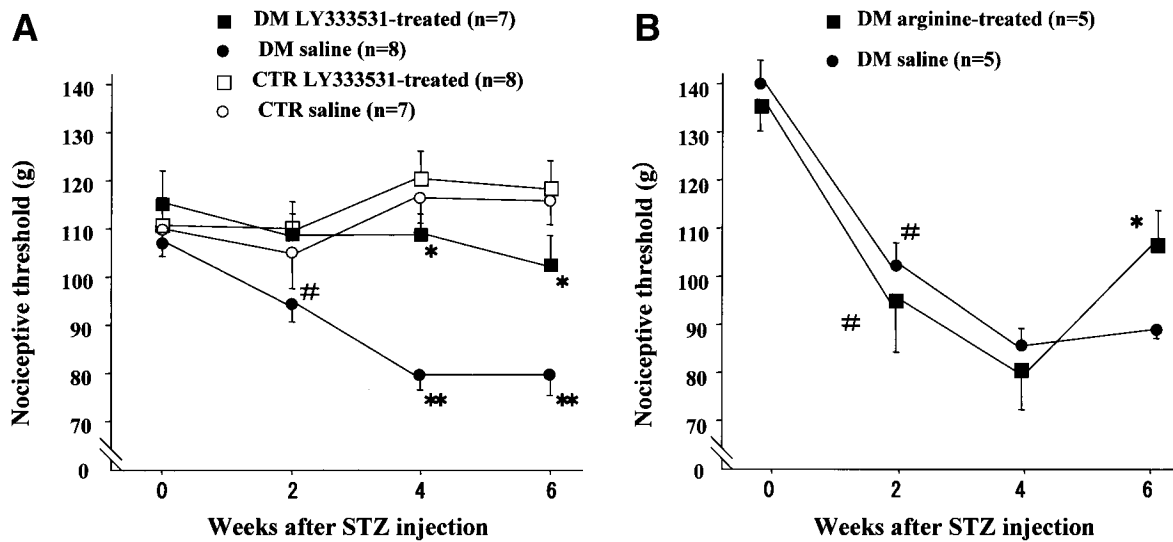 A
DM LY333531-treated (n=7)
DM saline (n=8)
CTR LY333531-treated (n=8)
CTR saline (n=7)
Nociceptive threshold (g)
140
130
120
110
100
90
80
70
0
#
*
*
**
**
0 2 4 6
Weeks after STZ injection
B
DM arginine-treated (n=5)
DM saline (n=5)
Nociceptive threshold (g)
140
130
120
110
100
90
80
70
0
#
#
*
0 2 4 6
Weeks after STZ injection